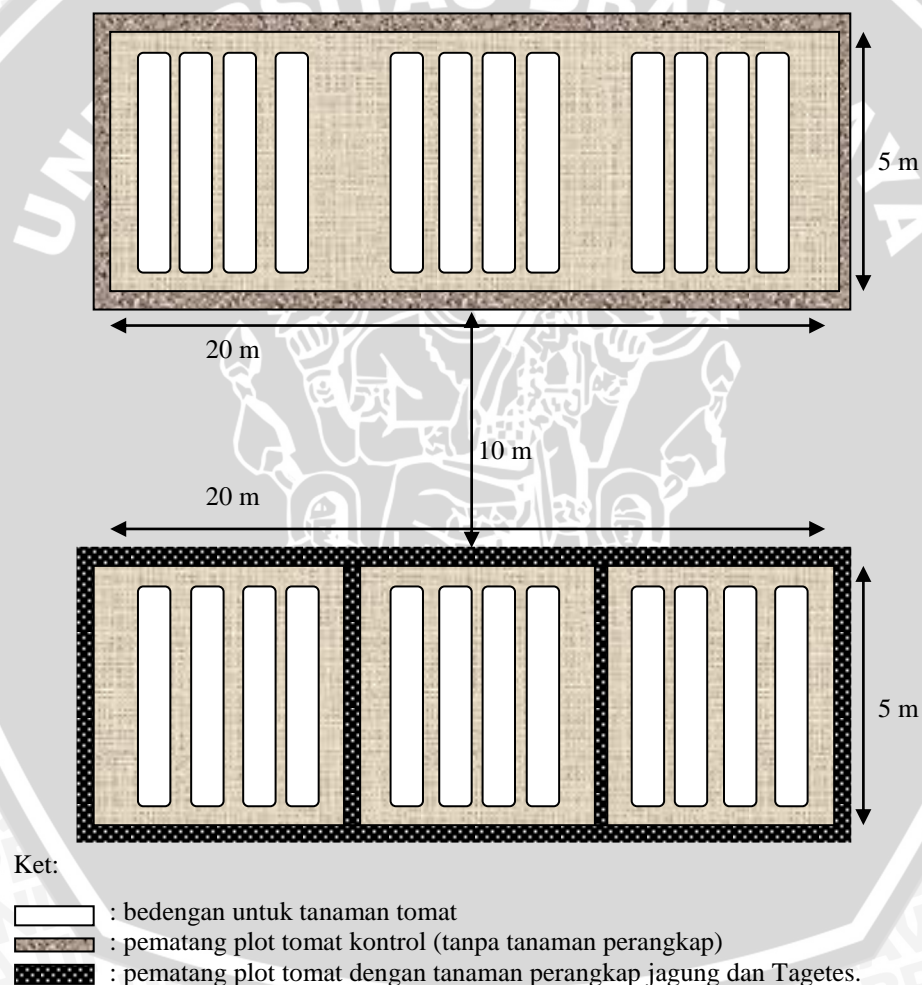 5 m
20 m
10 m
20 m
5 m
Ket:
: bedengan untuk tanaman tomat
: pematang plot tomat kontrol (tanpa tanaman perangkap)
: pematang plot tomat dengan tanaman perangkap jagung dan Tagetes.